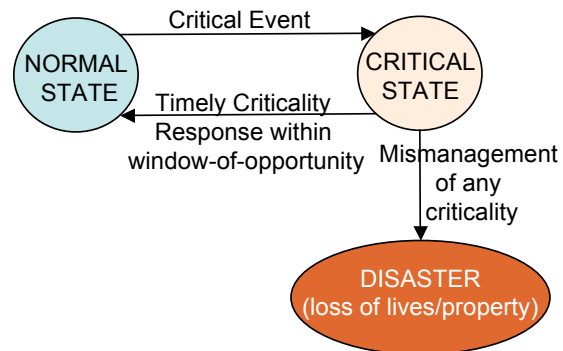 Critical Event
NORMAL
STATE
CRITICAL
STATE
Timely Criticality
Response within
window-of-opportunity
Mismanagement
of any
criticality
DISASTER
(loss of lives/property)